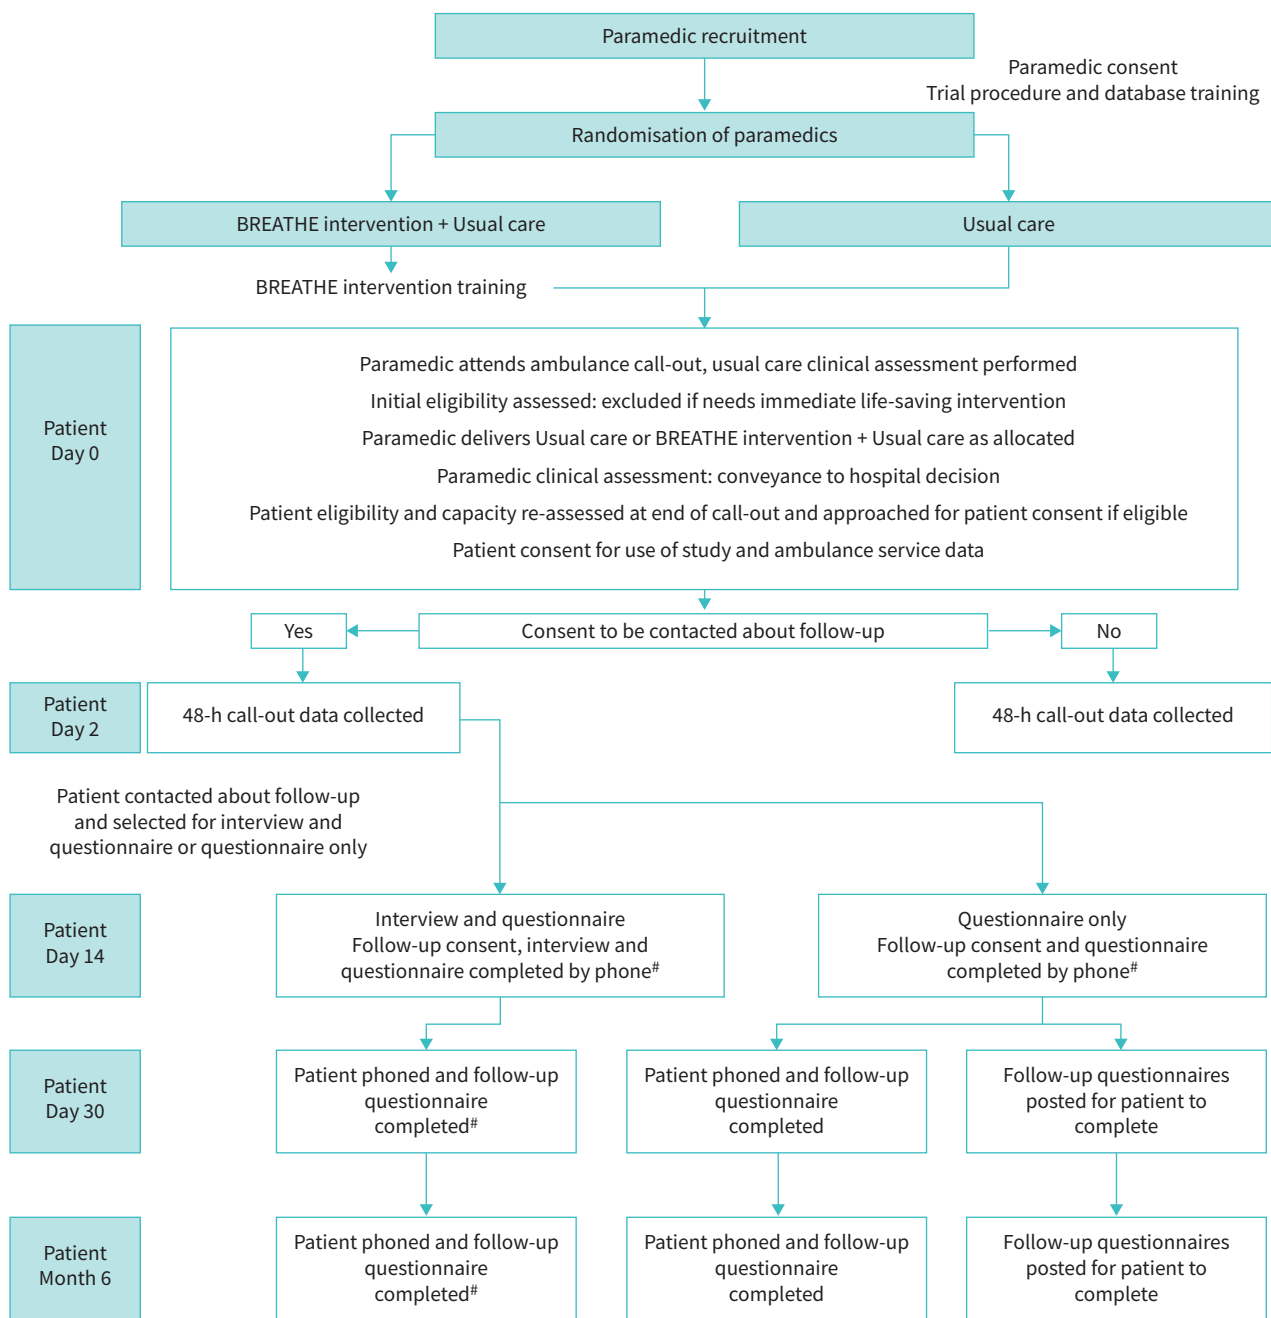 Paramedic recruitment
Paramedic consent
Trial procedure and database training
Randomisation of paramedics
BREATHE intervention + Usual care
Usual care
BREATHE intervention training
Patient
Day 0
Paramedic attends ambulance call-out, usual care clinical assessment performed
Initial eligibility assessed: excluded if needs immediate life-saving intervention
Paramedic delivers Usual care or BREATHE intervention + Usual care as allocated
Paramedic clinical assessment: conveyance to hospital decision
Patient eligibility and capacity re-assessed at end of call-out and approached for patient consent if eligible
Patient consent for use of study and ambulance service data
Yes
Consent to be contacted about follow-up
No
Patient
Day 2
48-h call-out data collected
48-h call-out data collected
Patient contacted about follow-up
and selected for interview and
questionnaire or questionnaire only
Patient
Day 14
Interview and questionnaire
Follow-up consent, interview and
questionnaire completed by phone#
Questionnaire only
Follow-up consent and questionnaire
completed by phone#
Patient
Day 30
Patient phoned and follow-up
questionnaire
completed#
Patient phoned and follow-up
questionnaire
completed
Follow-up questionnaires
posted for patient to
complete
Patient
Month 6
Patient phoned and follow-up
questionnaire
completed#
Patient phoned and follow-up
questionnaire
completed
Follow-up questionnaires
posted for patient to
complete